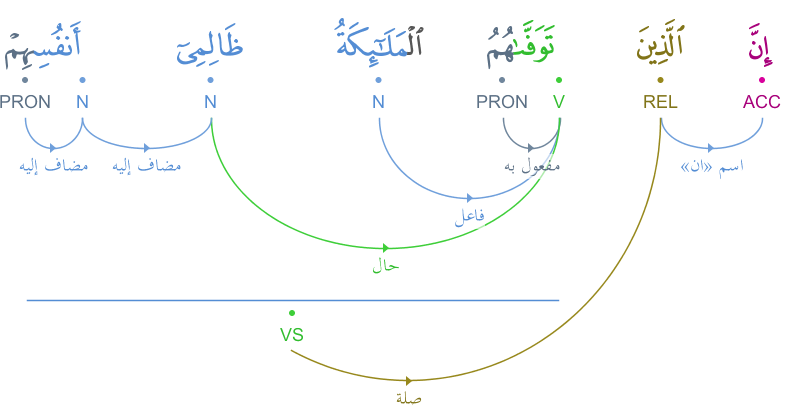 إِنَّ ٱلَّذِينَ تَوَفَّىٰهُمُ ٱلْمَلَـٰٓئِكَةُ ظَالِمِىٓ أَنفُسِهِمْ
PRON N N N PRON V REL ACC
مضاف إليه مضاف إليه مفعول به اسم «ان»
فاعل
حال
VS
صلة